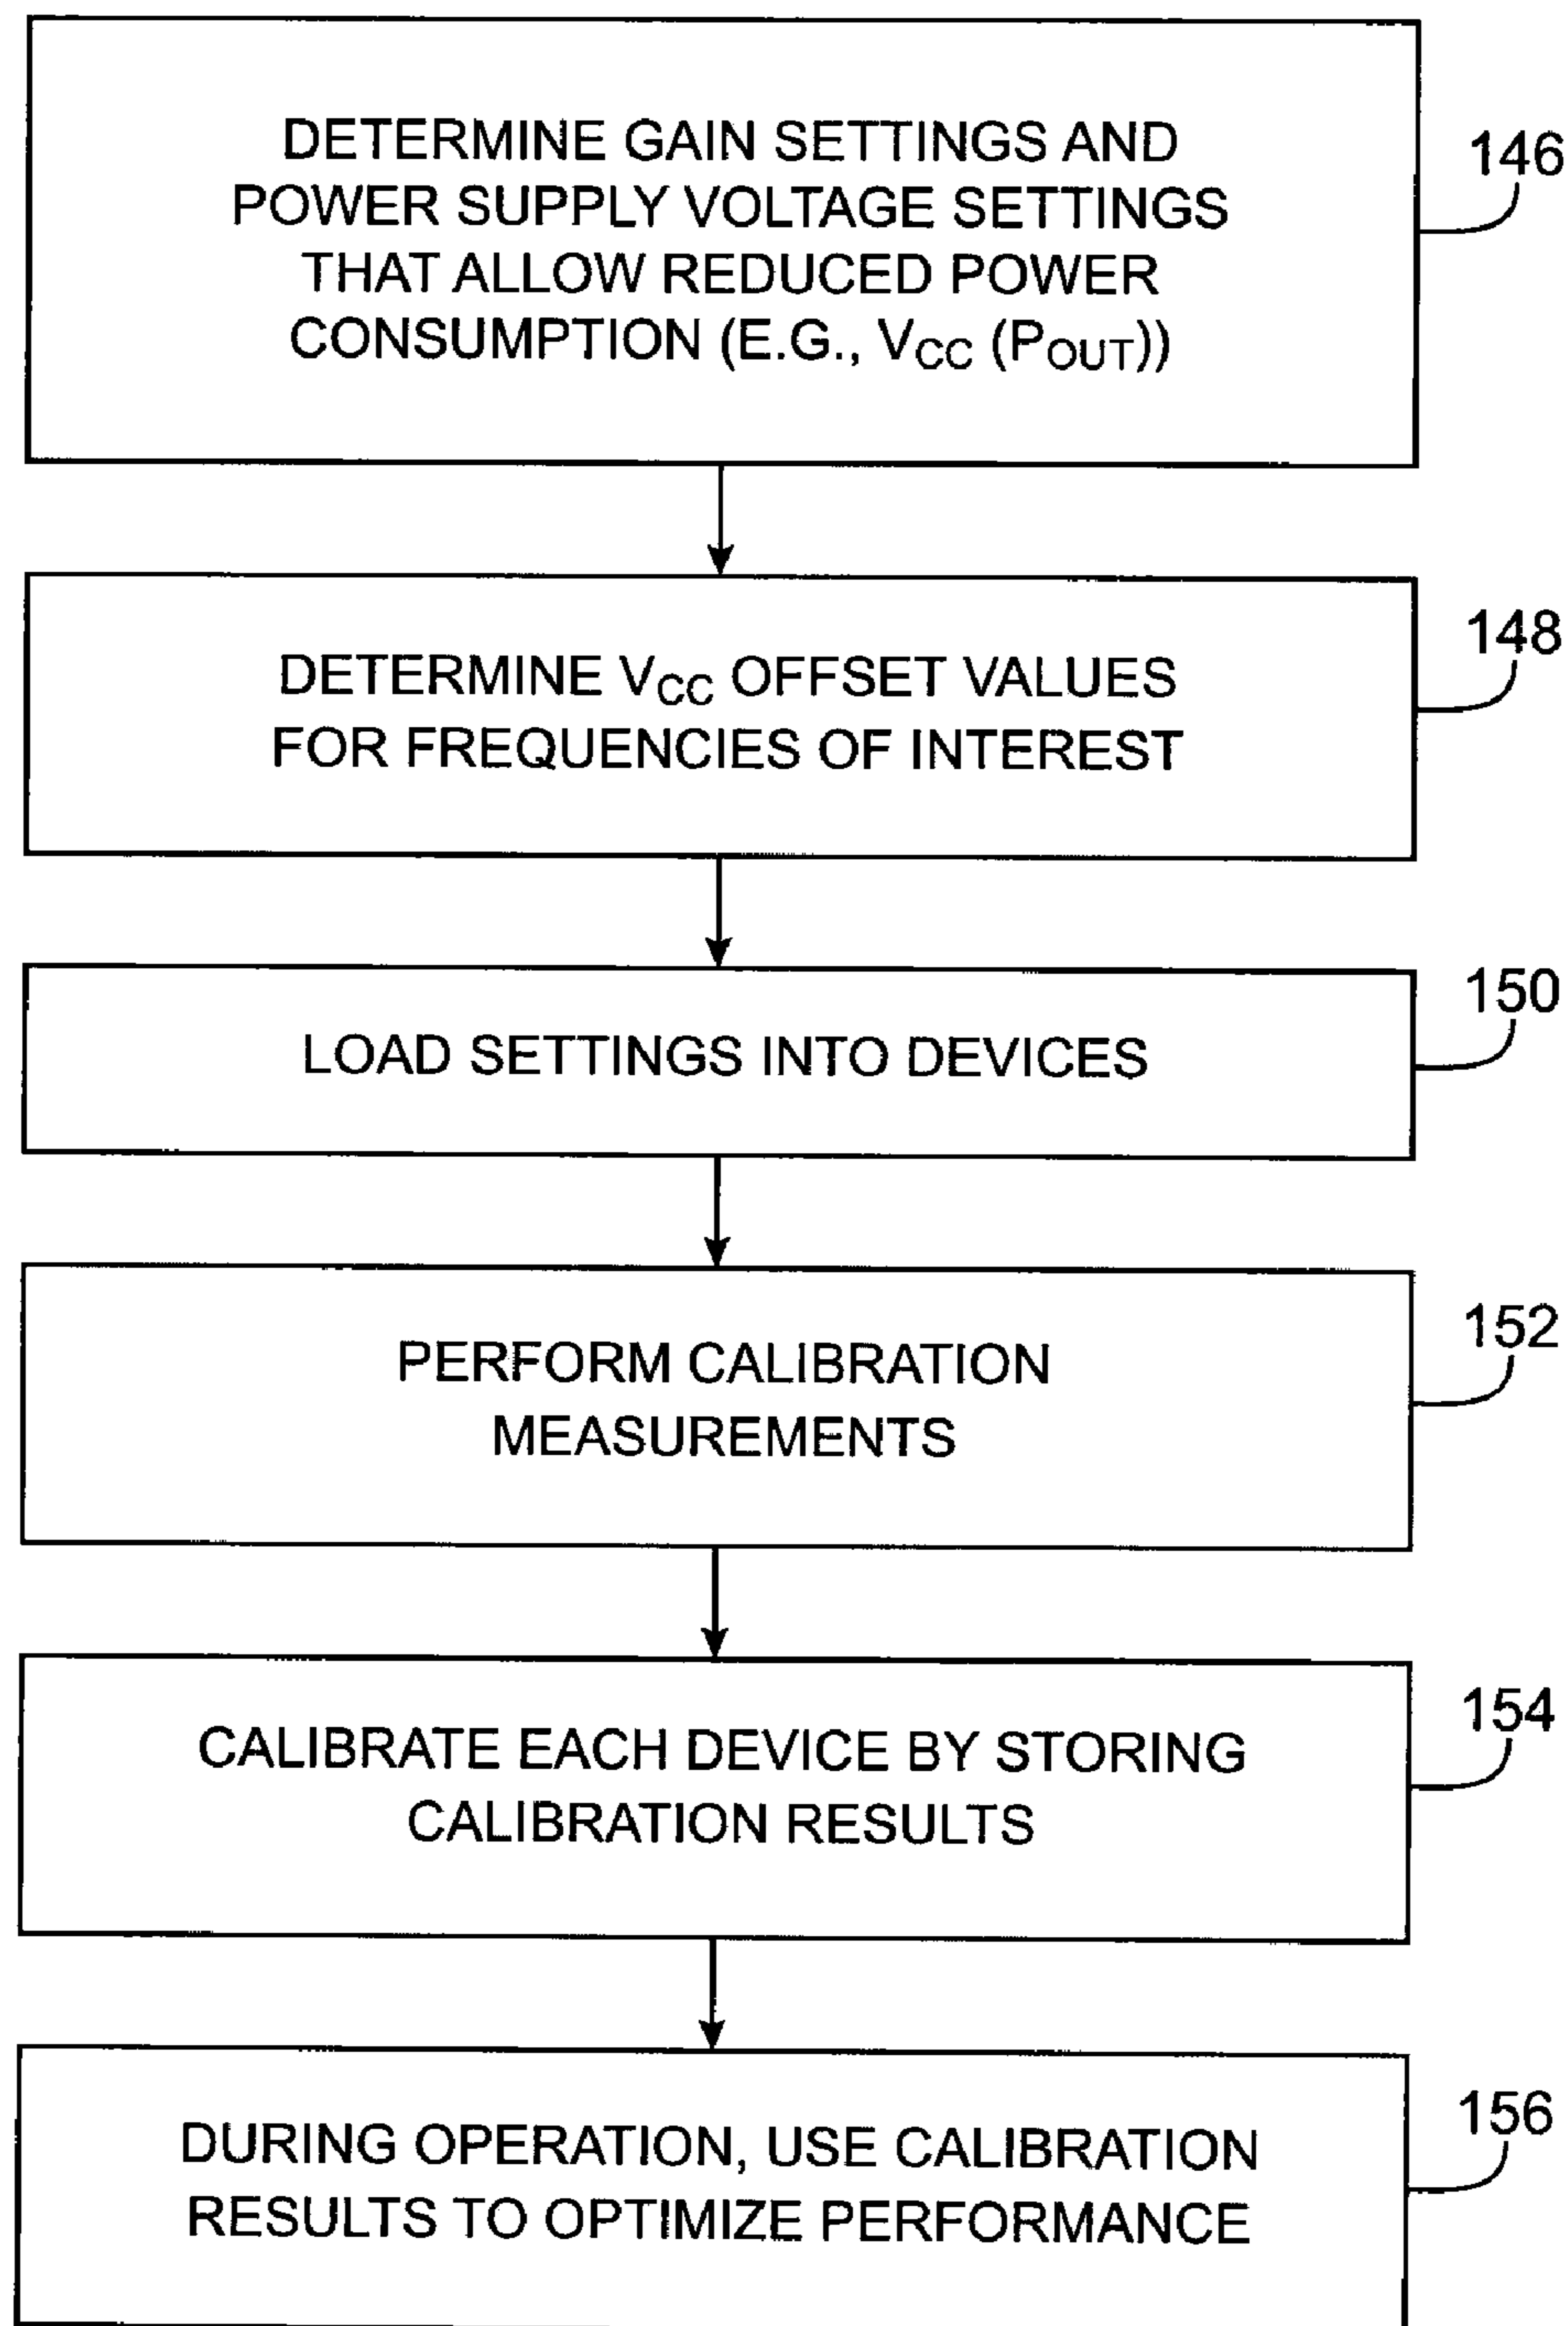 DETERMINE GAIN SETTINGS AND
POWER SUPPLY VOLTAGE SETTINGS
THAT ALLOW REDUCED POWER
CONSUMPTION (E.G., VCC (POUT))
146
DETERMINE VCC OFFSET VALUES
FOR FREQUENCIES OF INTEREST
148
LOAD SETTINGS INTO DEVICES
150
PERFORM CALIBRATION
MEASUREMENTS
152
CALIBRATE EACH DEVICE BY STORING
CALIBRATION RESULTS
154
DURING OPERATION, USE CALIBRATION
RESULTS TO OPTIMIZE PERFORMANCE
156